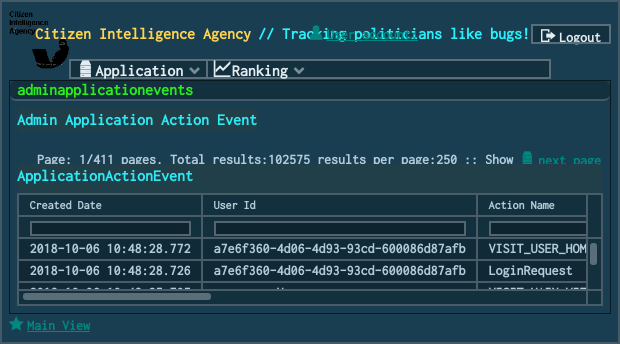 Citizen
Intelligence
Agency
Citizen Intelligence Agency // Tracking politicians like bugs!
Logout
Application Ranking
adminapplicationevents
Admin Application Action Event
Page: 1/411 pages. Total results:102575 results per page:250 :: Show next page
ApplicationActionEvent
Created Date User Id Action Name
2018-10-06 10:48:28.772 a7e6f360-4d06-4d93-93cd-600086d87afb VISIT_USER_HOM
2018-10-06 10:48:28.726 a7e6f360-4d06-4d93-93cd-600086d87afb LoginRequest
Main View